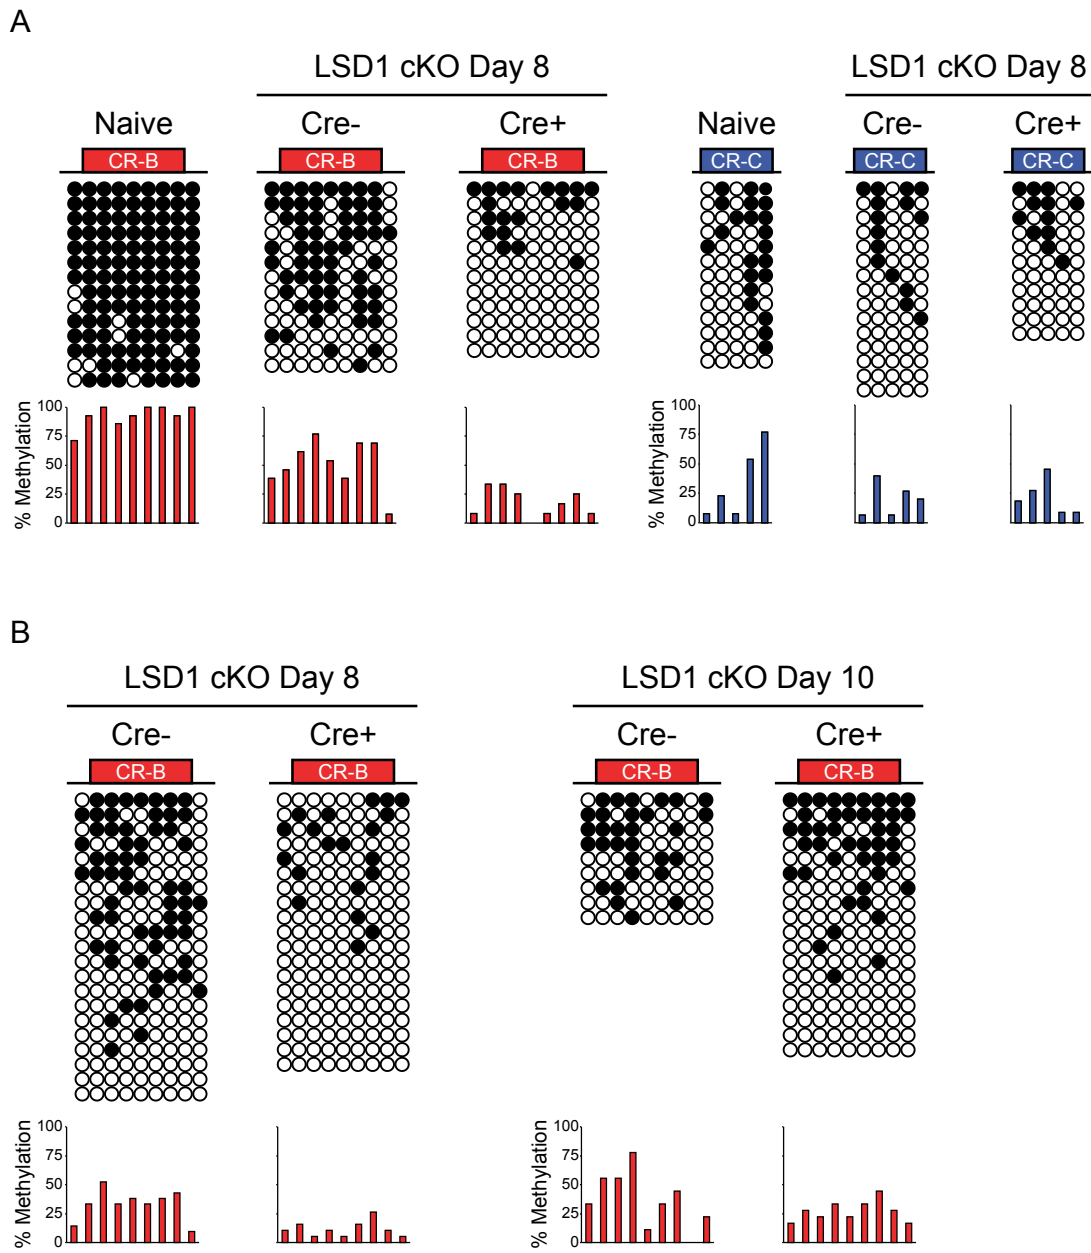 A
LSD1 cKO Day 8
LSD1 cKO Day 8
Naive
Cre-
Cre+
Naive
Cre-
Cre+
CR-B
CR-B
CR-B
CR-C
CR-C
CR-C
% Methylation
100
75
50
25
0
% Methylation
100
75
50
25
0
B
LSD1 cKO Day 8
LSD1 cKO Day 10
Cre-
Cre+
Cre-
Cre+
CR-B
CR-B
CR-B
CR-B
% Methylation
100
75
50
25
0
% Methylation
100
75
50
25
0